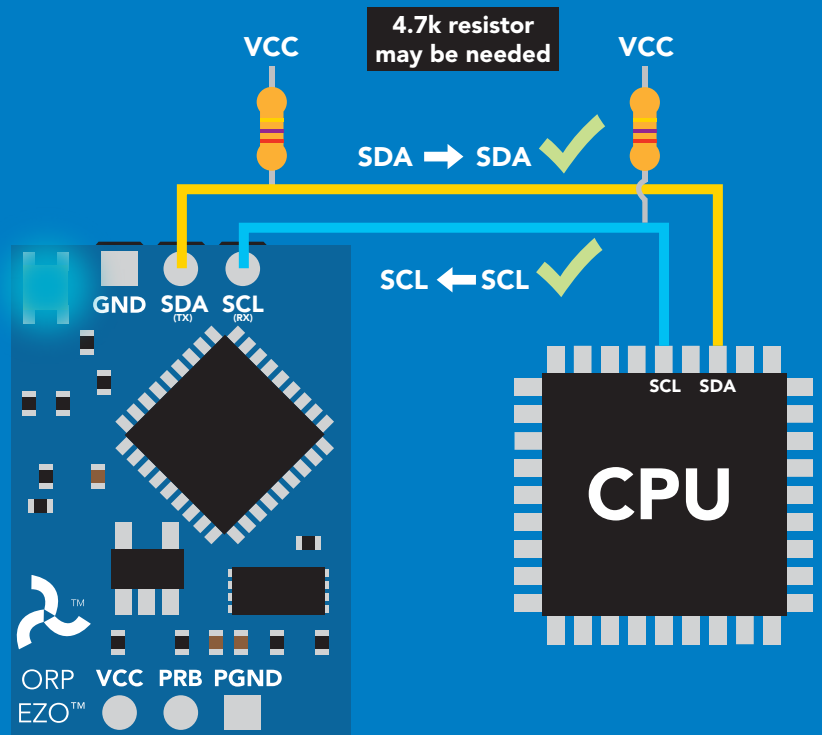 4.7k resistor
may be needed
VCC
VCC
SDA → SDA
SCL ← SCL
GND
SDA
(TX)
SCL
(RX)
SCL
SDA
CPU
TM
ORP
EZO™
VCC
PRB
PGND